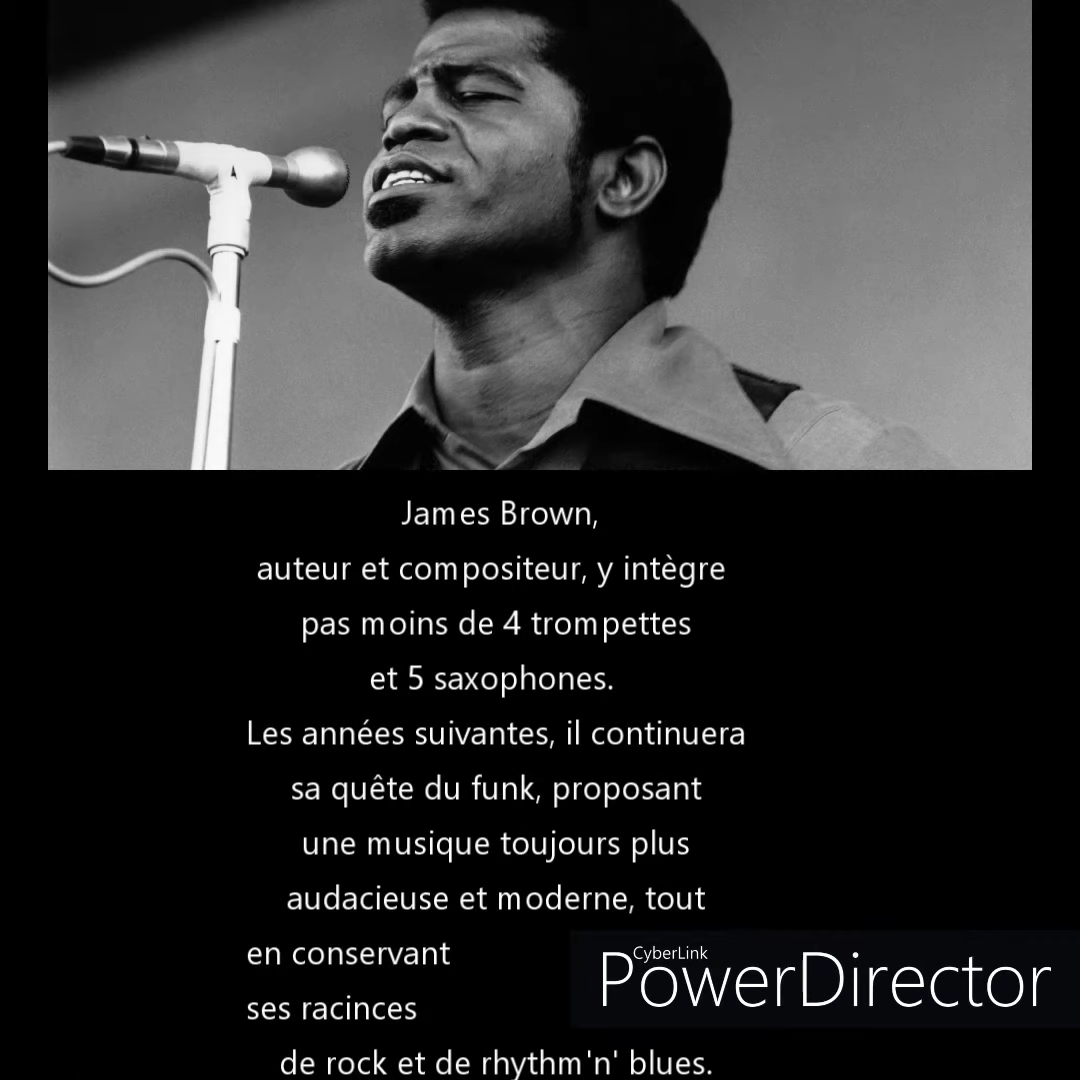 James Brown,
auteur et compositeur, y intègre
pas moins de 4 trompettes
et 5 saxophones.
Les années suivantes, il continuera
sa quête du funk, proposant
une musique toujours plus
audacieuse et moderne, tout
en conservant
ses racinces
de rock et de rhythm'n' blues.
CyberLink
PowerDirector